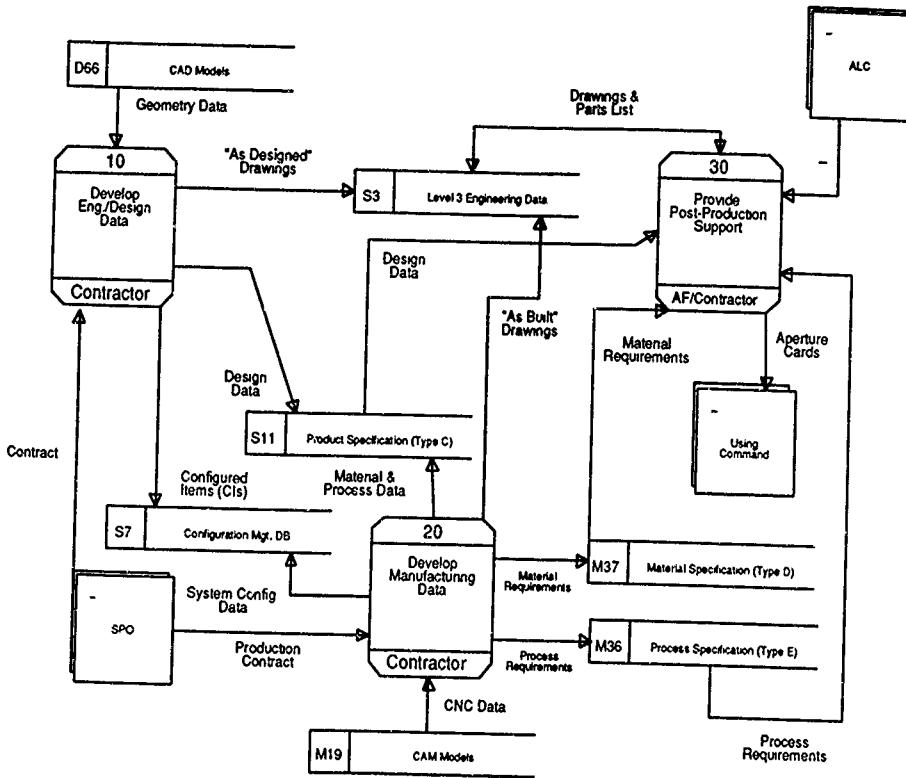 D66
CAD Models
Geometry Data
10
Develop
Eng./Design
Data
Contractor
"As Designed"
Drawings
S3
Level 3 Engineering Data
Drawings &
Parts List
ALC
30
Provide
Post-Production
Support
AF/Contractor
Design
Data
"As Built"
Drawings
Material
Requirements
Aperture
Cards
Using
Command
Design
Data
S11
Product Specification (Type C)
Contract
Configured
Items (CIs)
Material &
Process Data
S7
Configuration Mgt. DB
20
Develop
Manufacturing
Data
Contractor
Material
Requirements
M37
Material Specification (Type D)
SPO
System Config
Data
Production
Contract
Process
Requirements
M36
Process Specification (Type E)
CNC Data
Process
Requirements
M19
CAM Models